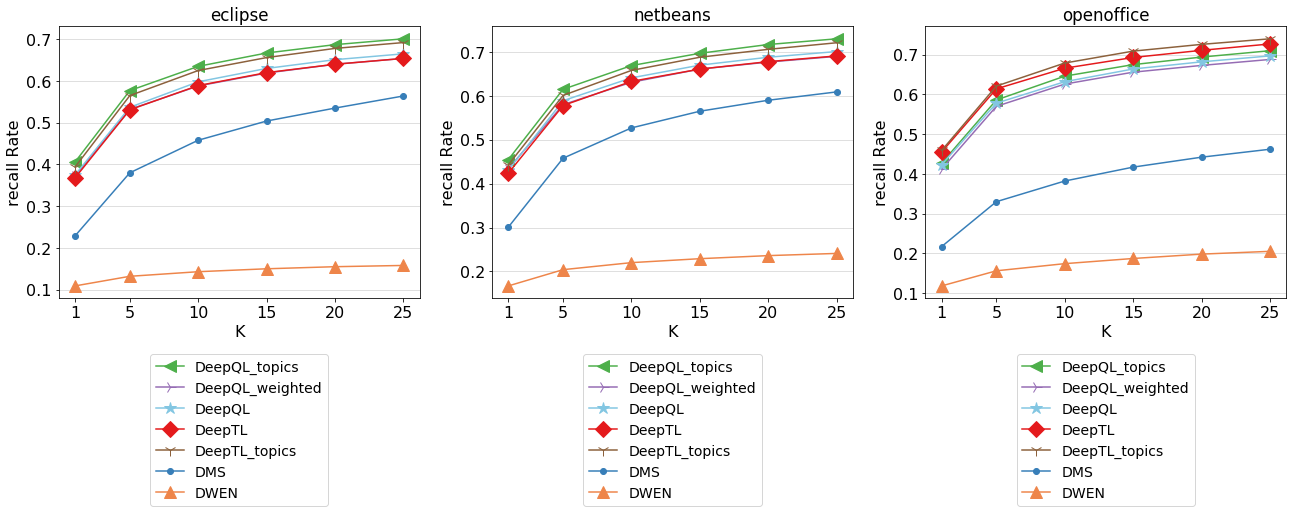 eclipse
recall Rate
0.7
0.6
0.5
0.4
0.3
0.2
0.1
1 5 10 15 20 25
K
DeepQL_topics
DeepQL_weighted
DeepQL
DeepTL
DeepTL_topics
DMS
DWEN
netbeans
recall Rate
0.7
0.6
0.5
0.4
0.3
0.2
1 5 10 15 20 25
K
DeepQL_topics
DeepQL_weighted
DeepQL
DeepTL
DeepTL_topics
DMS
DWEN
openoffice
recall Rate
0.7
0.6
0.5
0.4
0.3
0.2
0.1
1 5 10 15 20 25
K
DeepQL_topics
DeepQL_weighted
DeepQL
DeepTL
DeepTL_topics
DMS
DWEN